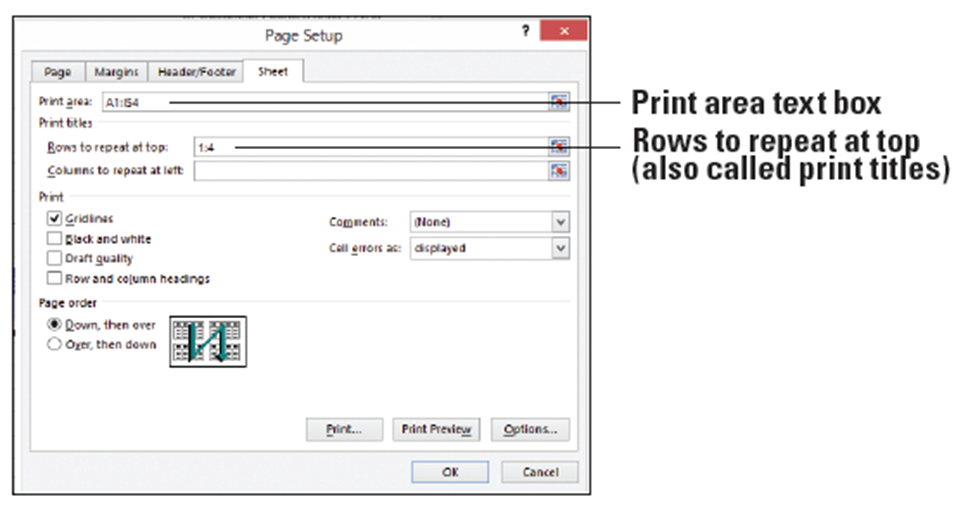 Page Setup
?
Page Margins Header/Footer Sheet
Print area: A1:I54
Print titles
Rows to repeat at top: 1:4
Columns to repeat at left:
Print
Gridlines
Black and white
Draft quality
Row and column headings
Comments: (None)
Cell errors as: displayed
Page order
Down, then over
Over, then down
Print... Print Preview Options...
OK Cancel
Print area text box
Rows to repeat at top
(also called print titles)